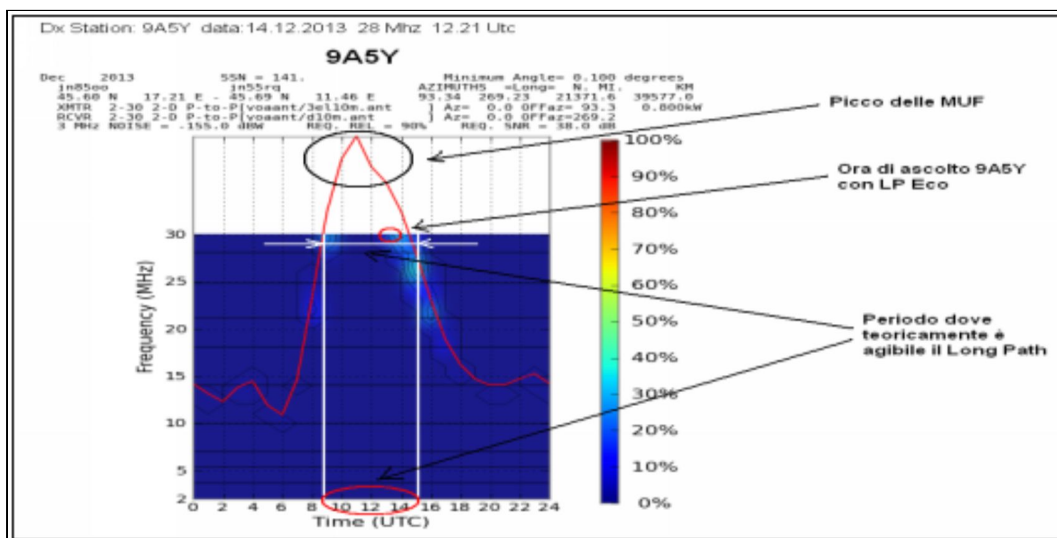 Dx Station: 9A5Y data:14.12.2013 28 Mhz 12.21 Utc
9A5Y
Dec 2013 SSN = 141. Minimum Angle= 0.100 degrees
jn85oo jn55rq AZIMUTHS =Long= N. MI. KM
45.60 N 17.21 E - 45.69 N 11.46 E 93.34 269.23 21371.6 39577.0
XMTR 2-30 2-D P-to-P[voaant/3el10m.ant ] Az= 0.0 OFFaz= 93.3 0.800kW
RCVR 2-30 2-D P-to-P[voaant/d10m.ant ] Az= 0.0 OFFaz=269.2
3 MHz NOISE = -155.0 dBW REQ. REL = 90% REQ. SNR = 38.0 dB
Picco delle MUF
Ora di ascolto 9A5Y
con LP Eco
Periodo dove
teoricamente è
agibile il Long Path
100%
90%
80%
70%
60%
50%
40%
30%
20%
10%
0%
Frequency (MHz)
30
25
20
15
10
5
2
0 2 4 6 8 10 12 14 16 18 20 22 24
Time (UTC)